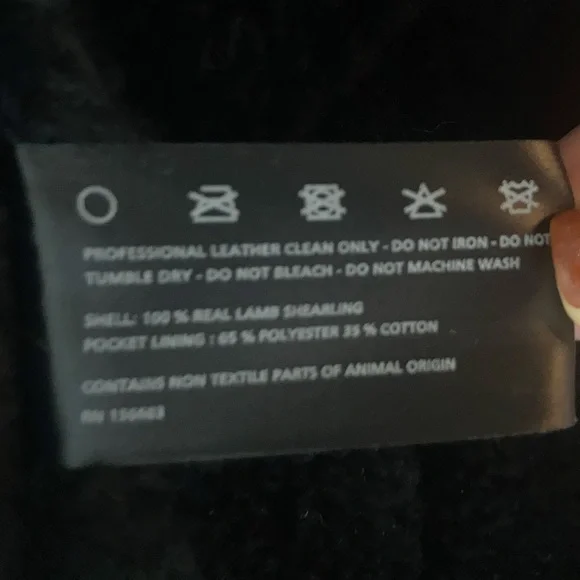 PROFESSIONAL LEATHER CLEAN ONLY - DO NOT IRON - DO NOT
TUMBLE DRY - DO NOT BLEACH - DO NOT MACHINE WASH
SHELL: 100 % REAL LAMB SHEARLING
POCKET LINING : 65 % POLYESTER 35 % COTTON
CONTAINS NON TEXTILE PARTS OF ANIMAL ORIGIN
RN